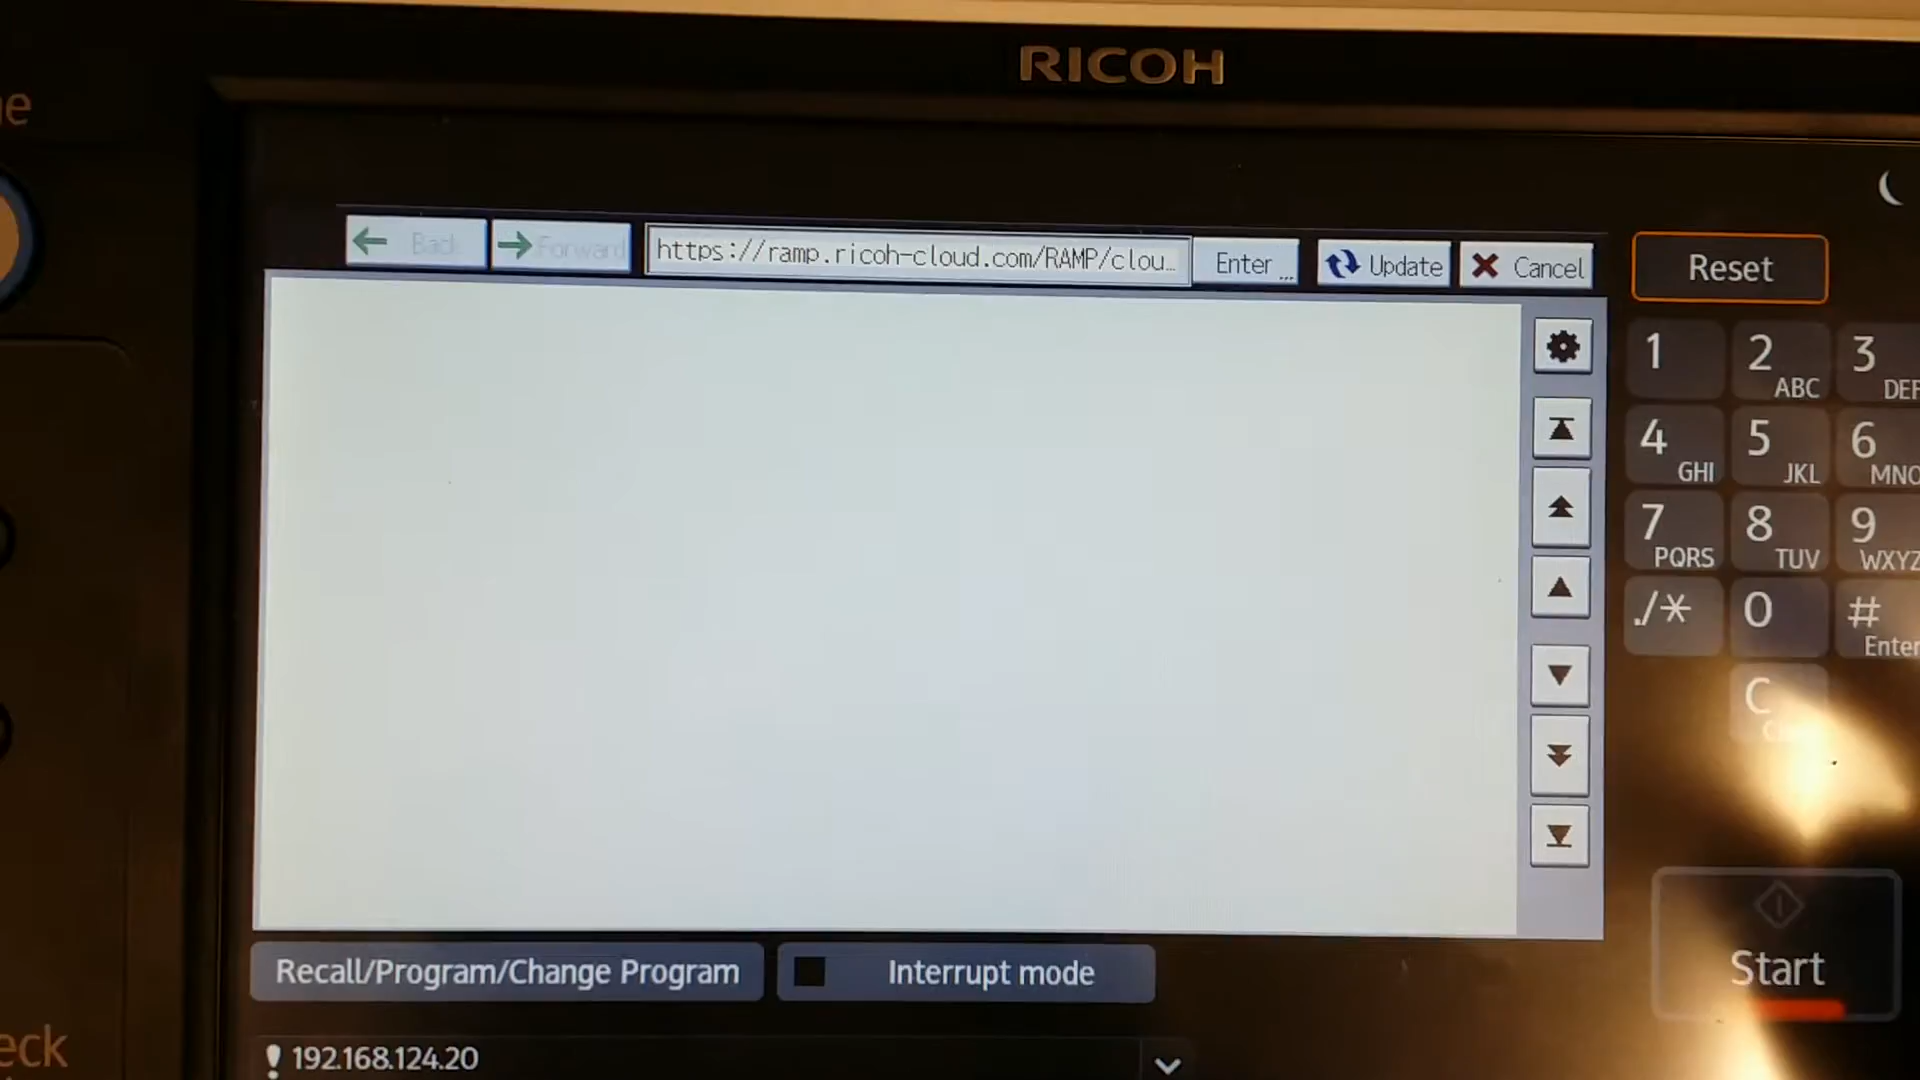 RICOH
Back
Forward
https://ramp.ricoh-cloud.com/RAMP/clou...
Enter ...
Update
Cancel
Reset
1
2 ABC
3 DEF
4 GHI
5 JKL
6 MNO
7 PQRS
8 TUV
9 WXYZ
./*
0
# Enter
C
Start
Recall/Program/Change Program
Interrupt mode
192.168.124.20
eck